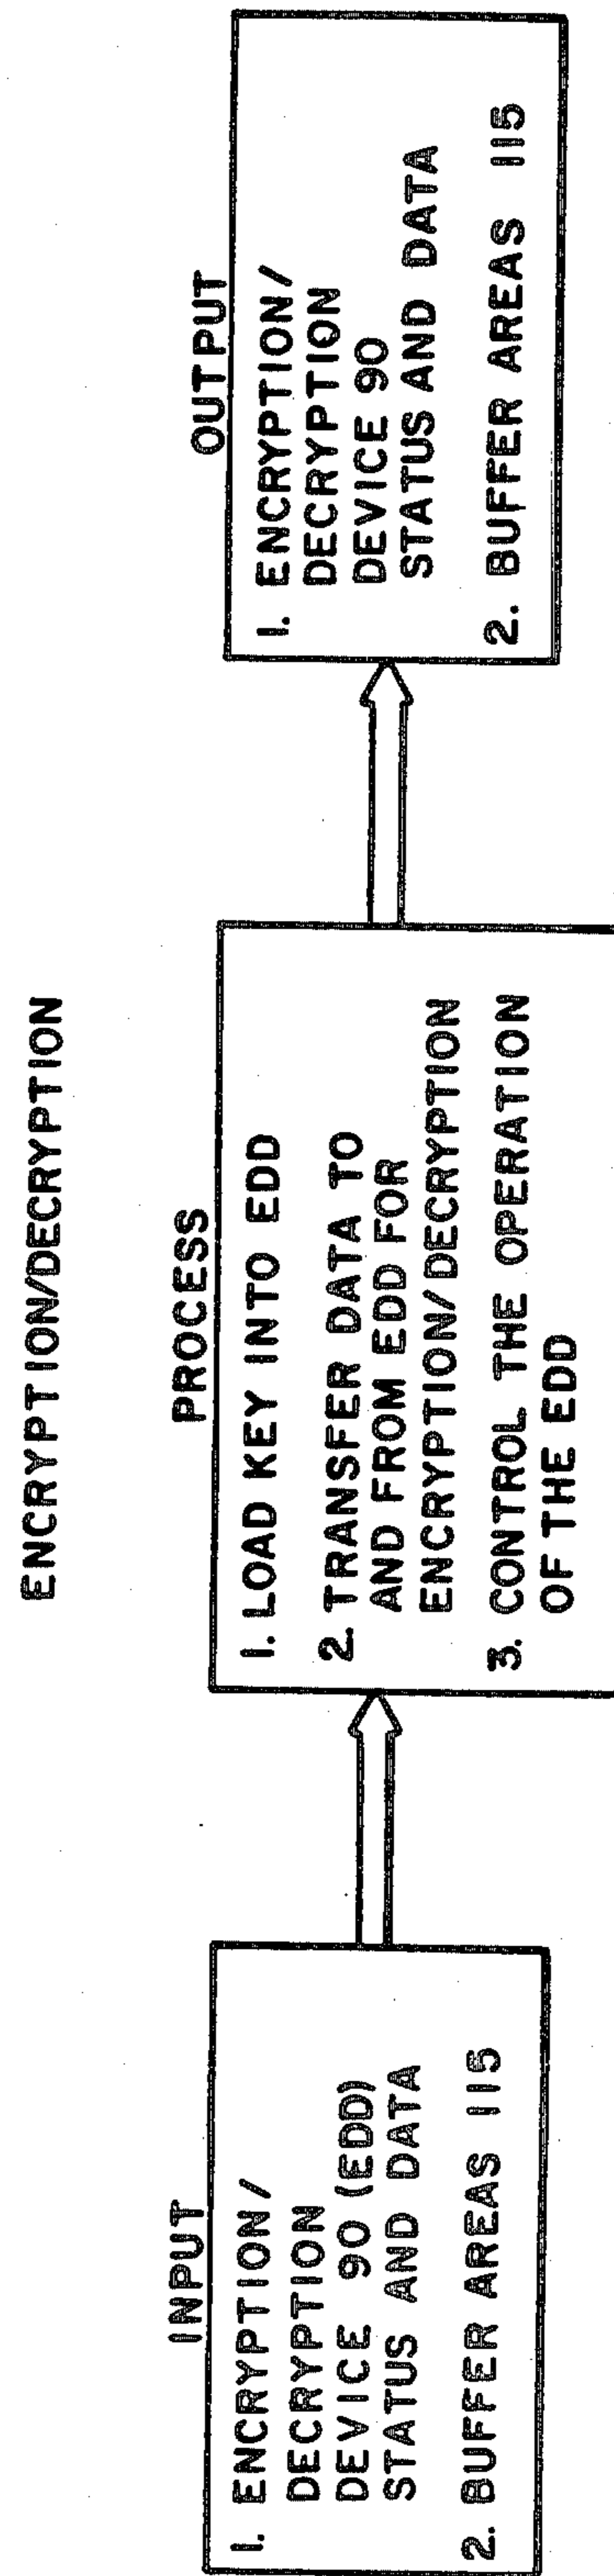 ENCRYPTION/DECRYPTION
INPUT
1. ENCRYPTION/
DECRYPTION
DEVICE 90 (EDD)
STATUS AND DATA
2. BUFFER AREAS 115
PROCESS
1. LOAD KEY INTO EDD
2. TRANSFER DATA TO
AND FROM EDD FOR
ENCRYPTION/DECRYPTION
3. CONTROL THE OPERATION
OF THE EDD
OUTPUT
1. ENCRYPTION/
DECRYPTION
DEVICE 90
STATUS AND DATA
2. BUFFER AREAS 115